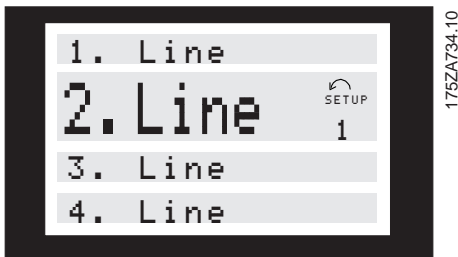 1. Line
2. Line
SETUP
1
3. Line
4. Line
175ZA734.10